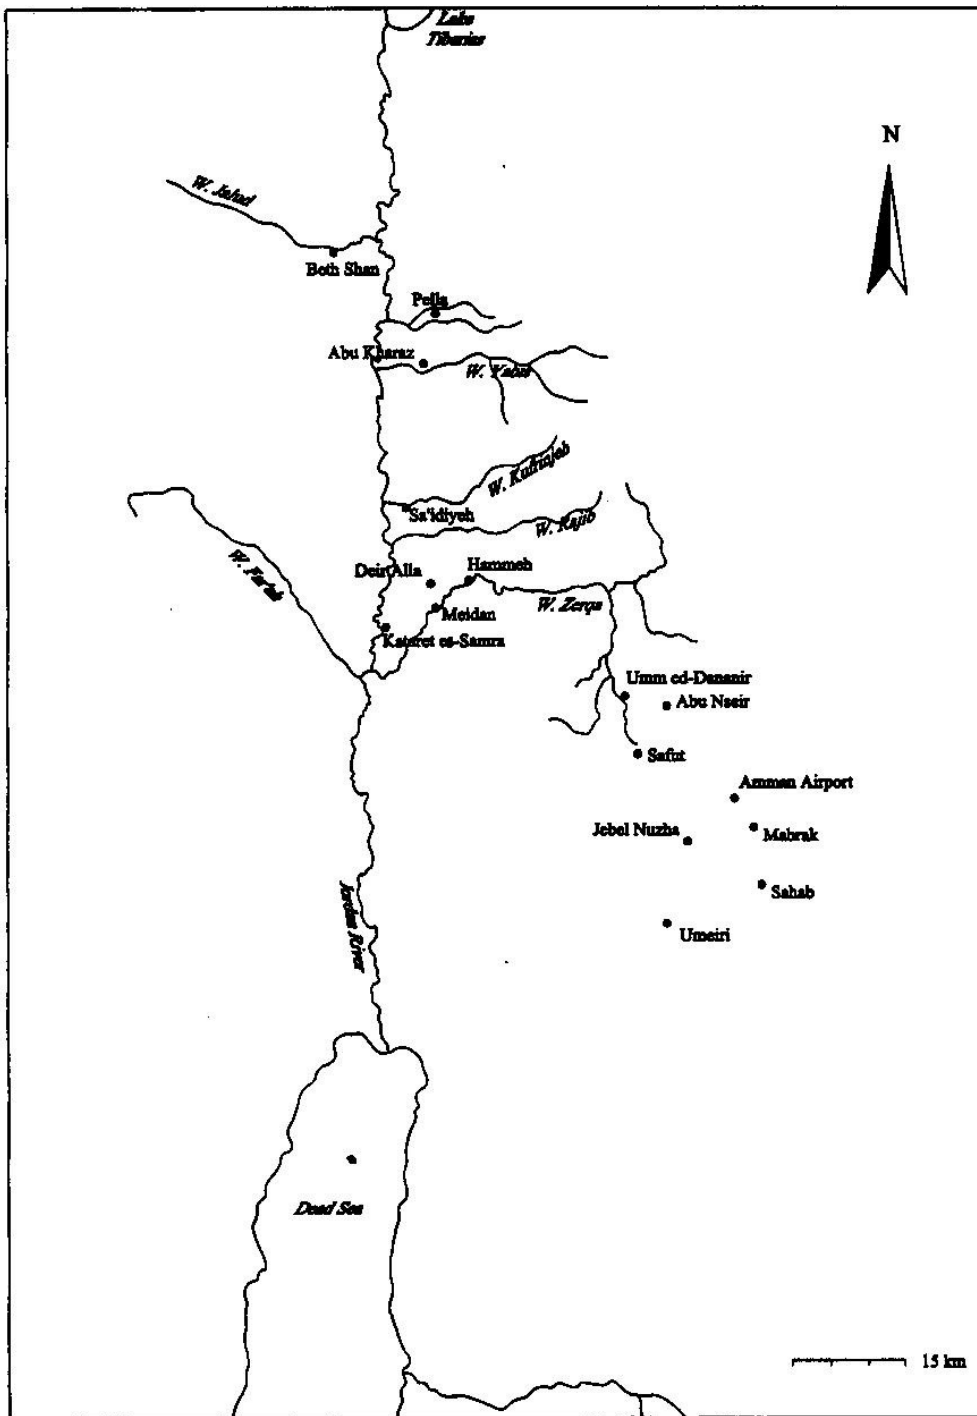 Lake
Tiberias
N
W. Jalud
Beth Shan
Pella
Abu Kharaz
W. Yabis
W. Kufrinjeh
Sa'idiyeh
W. Rajib
W. Far'ah
Deir Alla
Hammeh
W. Zerqa
Meidan
Kataret es-Samra
Umm ed-Dananir
Abu Nseir
Safut
Amman Airport
Jebel Nuzha
Mabrak
Sahab
Jordan River
Umeiri
Dead Sea
15 km